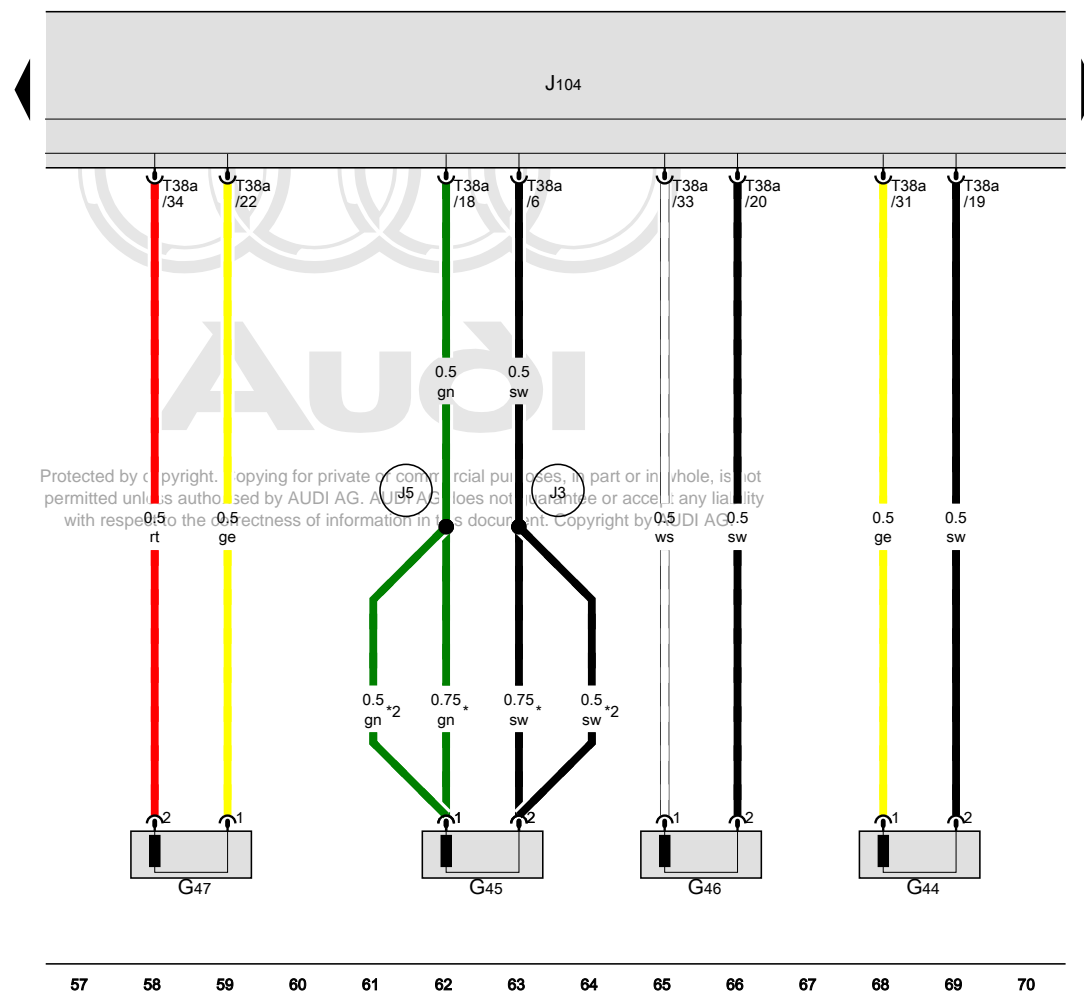 J104
T38a T38a T38a T38a T38a T38a T38a T38a
/34 /22 /18 /6 /33 /20 /31 /19
Audi
0.5 0.5
gn sw
Protected by copyright. Copying for private or commercial purposes, in part or in whole, is not
permitted unless authorised by AUDI AG. AUDI AG does not guarantee or accept any liability
with respect to the correctness of information in this document. Copyright by AUDI AG.
J5 J3
0.5 0.5 0.5 0.5 0.5 0.5
rt ge ws sw ge sw
0.5 0.75 0.75 0.5
gn *2 gn * sw * sw *2
2 1 1 2 1 2 1 2
G47 G45 G46 G44
57 58 59 60 61 62 63 64 65 66 67 68 69 70